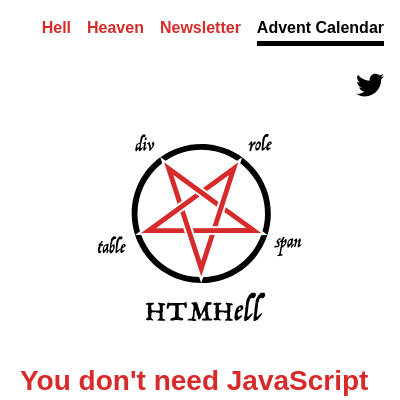 Hell Heaven Newsletter Advent Calendar
div role
table span
HTMHell
You don't need JavaScript